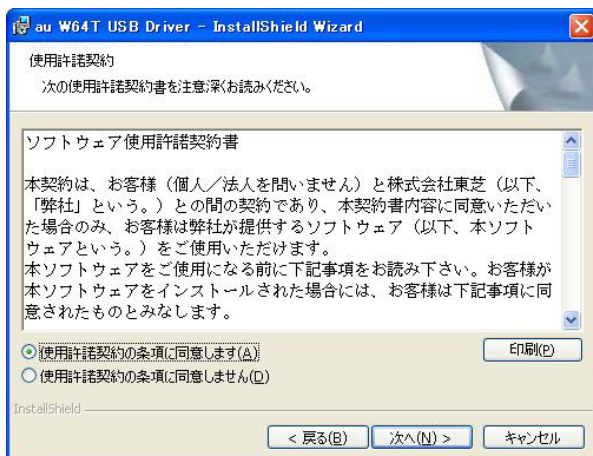 au W64T USB Driver - InstallShield Wizard
使用許諾契約
次の使用許諾契約書を注意深くお読みください。
ソフトウェア使用許諾契約書
本契約は、お客様（個人／法人を問いません）と株式会社東芝（以下、
「弊社」という。）との間の契約であり、本契約書内容に同意いただい
た場合のみ、お客様は弊社が提供するソフトウェア（以下、本ソフト
ウェアという。）をご使用いただけます。
本ソフトウェアをご使用になる前に下記事項をお読み下さい。お客様が
本ソフトウェアをインストールされた場合には、お客様は下記事項に同
意されたものとみなします。
使用許諾契約の条項に同意します(A)
印刷(P)
使用許諾契約の条項に同意しません(D)
InstallShield
< 戻る(B)
次へ(N) >
キャンセル